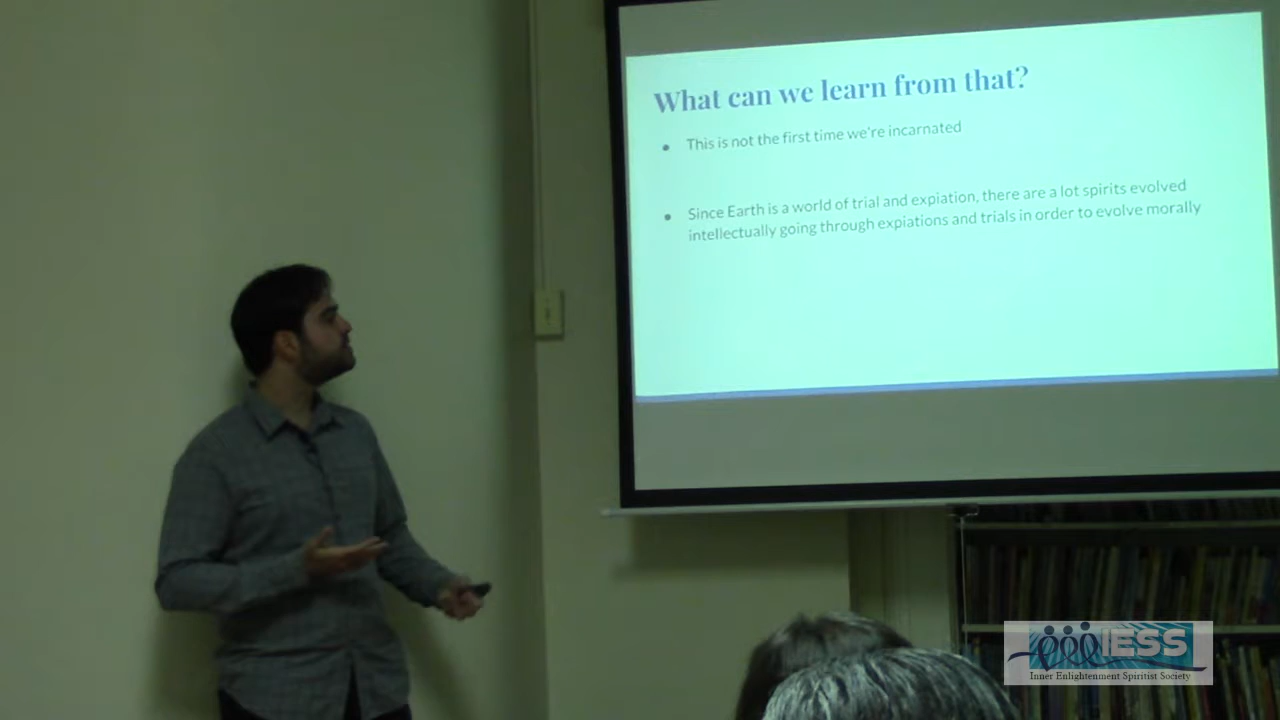 What can we learn from that?
This is not the first time we're incarnated
Since Earth is a world of trial and expiation, there are a lot spirits evolved
intellectually going through expiations and trials in order to evolve morally
IESS
Inner Enlightenment Spiritist Society